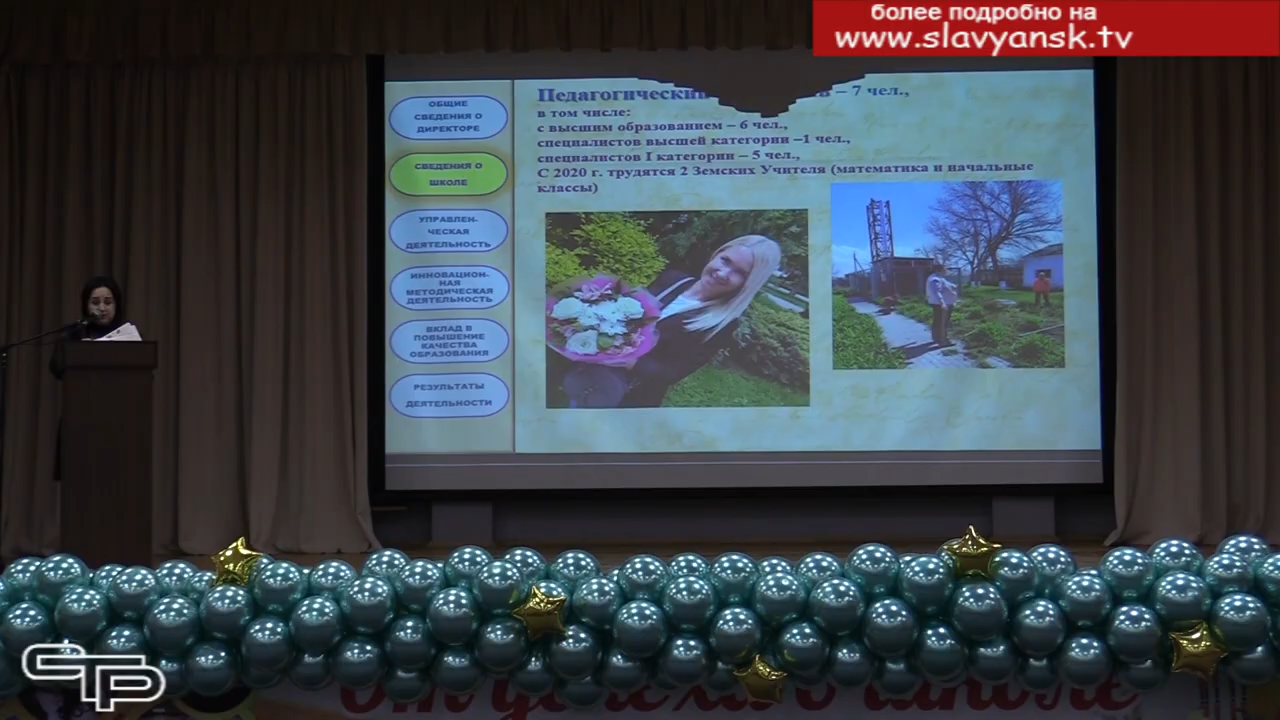 более подробно на
www.slavyansk.tv
Педагогический – 7 чел.,
в том числе:
с высшим образованием – 6 чел.,
специалистов высшей категории –1 чел.,
специалистов I категории – 5 чел.,
С 2020 г. трудятся 2 Земских Учителя (математика и начальные
классы)
ОБЩИЕ
СВЕДЕНИЯ О
ДИРЕКТОРЕ
СВЕДЕНИЯ О
ШКОЛЕ
УПРАВЛЕН-
ЧЕСКАЯ
ДЕЯТЕЛЬНОСТЬ
ИННОВАЦИОН-
НАЯ
МЕТОДИЧЕСКАЯ
ДЕЯТЕЛЬНОСТЬ
ВКЛАД В
ПОВЫШЕНИЕ
КАЧЕСТВА
ОБРАЗОВАНИЯ
РЕЗУЛЬТАТЫ
ДЕЯТЕЛЬНОСТИ
СТР